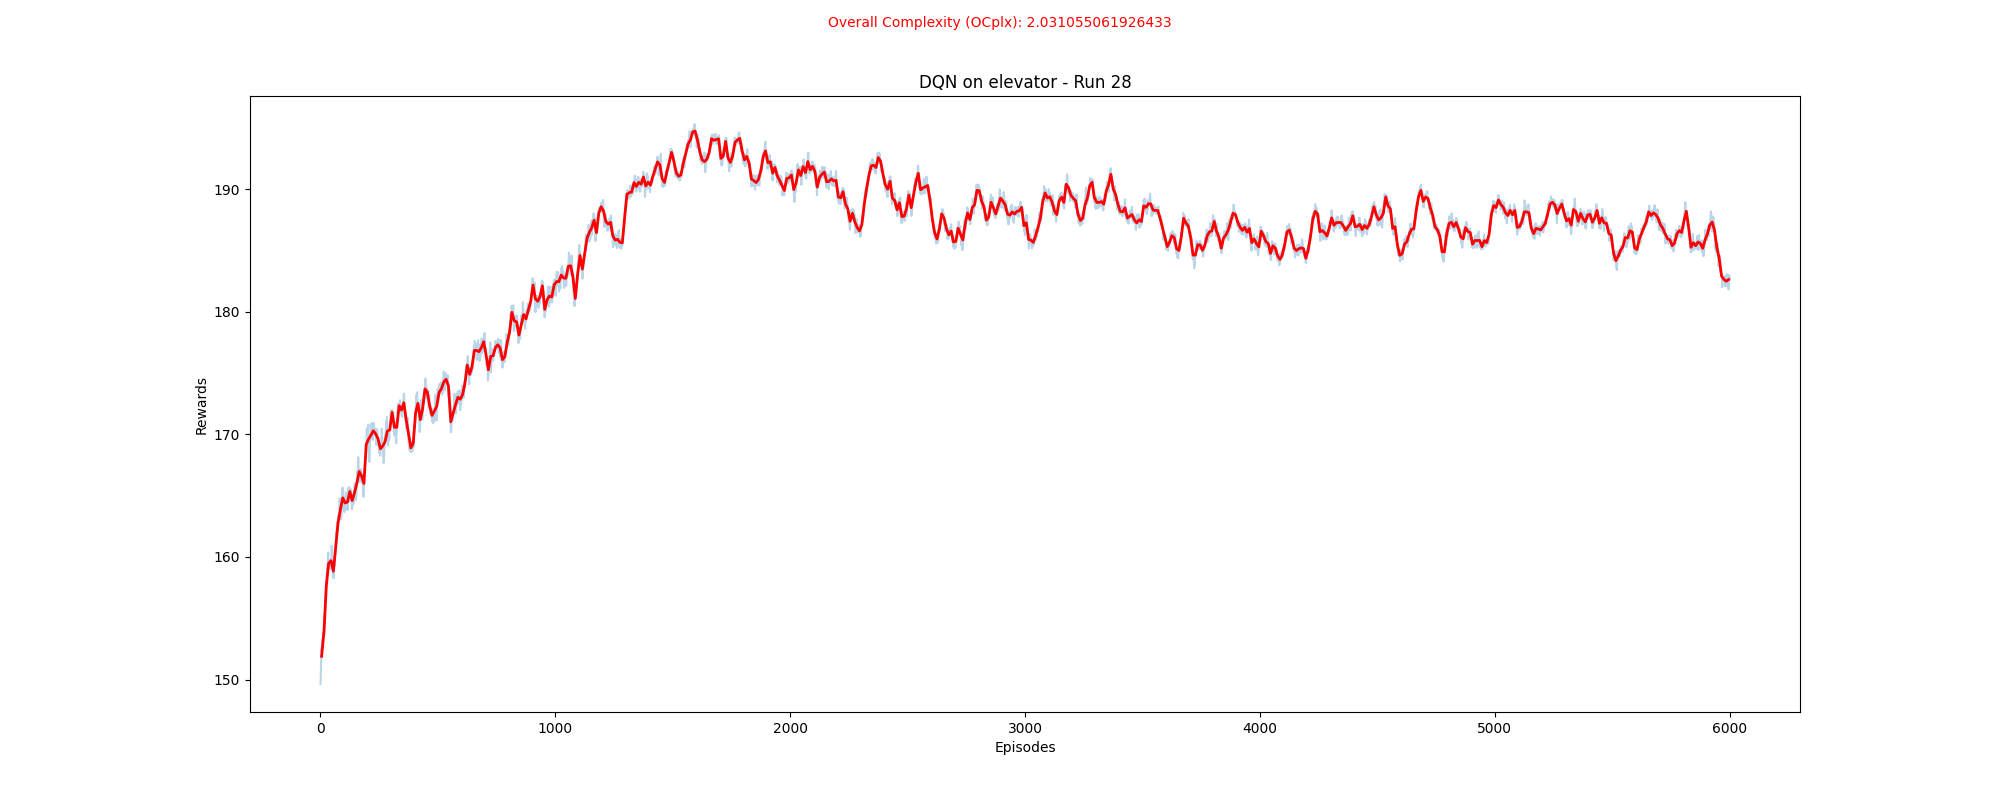 Overall Complexity (OCplx): 2.031055061926433
DQN on elevator - Run 28
Rewards
190
180
170
160
150
0 1000 2000 3000 4000 5000 6000
Episodes